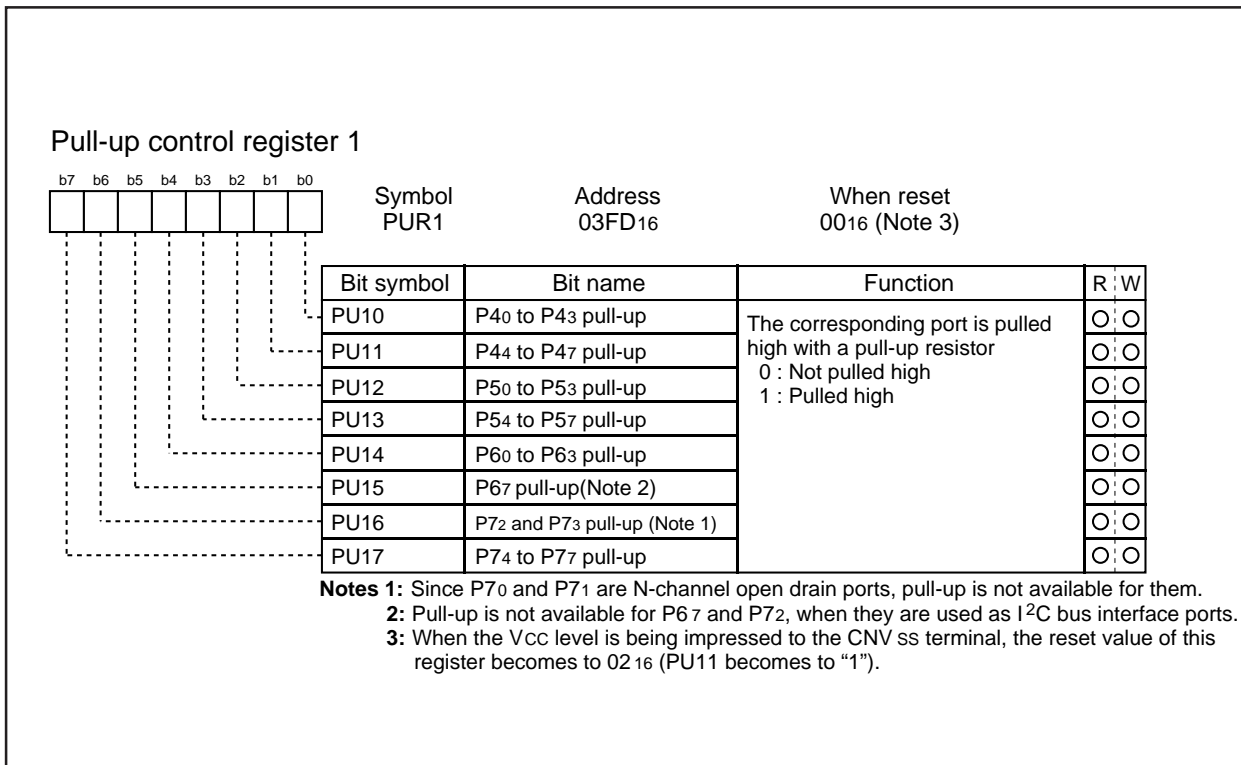 Pull-up control register 1
b7 b6 b5 b4 b3 b2 b1 b0
Symbol Address When reset
PUR1 03FD16 0016 (Note 3)
Bit symbol Bit name Function R W
PU10 P40 to P43 pull-up The corresponding port is pulled
PU11 P44 to P47 pull-up high with a pull-up resistor
0 : Not pulled high
PU12 P50 to P53 pull-up 1 : Pulled high
PU13 P54 to P57 pull-up
PU14 P60 to P63 pull-up
PU15 P67 pull-up(Note 2)
PU16 P72 and P73 pull-up (Note 1)
PU17 P74 to P77 pull-up
Notes 1: Since P70 and P71 are N-channel open drain ports, pull-up is not available for them.
2: Pull-up is not available for P67 and P72, when they are used as I2C bus interface ports.
3: When the VCC level is being impressed to the CNVSS terminal, the reset value of this
register becomes to 0216 (PU11 becomes to “1”).